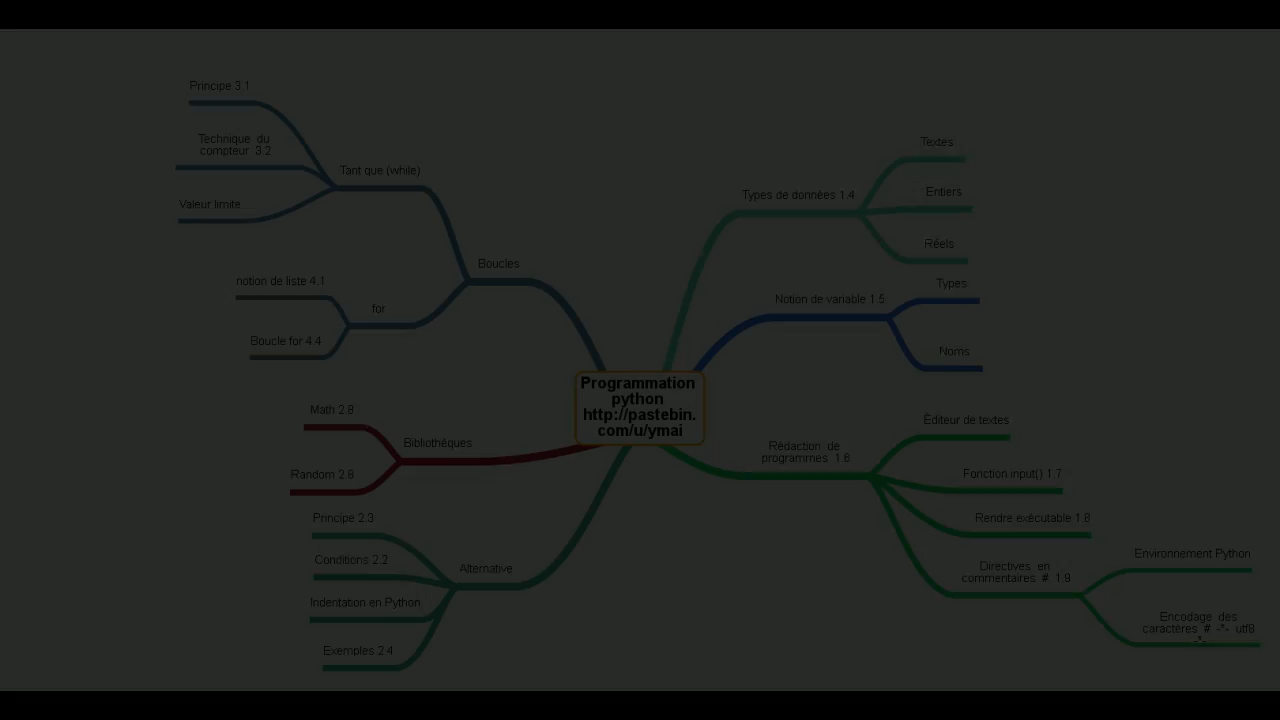 Programmation
python
http://pastebin.
com/u/ymai
Principe 3.1
Technique du
compteur 3.2
Valeur limite
Tant que (while)
Boucles
notion de liste 4.1
for
Boucle for 4.4
Math 2.8
Bibliothèques
Random 2.8
Principe 2.3
Conditions 2.2
Alternative
Indentation en Python
Exemples 2.4
Types de données 1.4
Textes
Entiers
Réels
Notion de variable 1.5
Types
Noms
Rédaction de
programmes 1.6
Éditeur de textes
Fonction input() 1.7
Rendre exécutable 1.8
Directives en
commentaires # 1.9
Environnement Python
Encodage des
caractères # -*- utf8
-*-